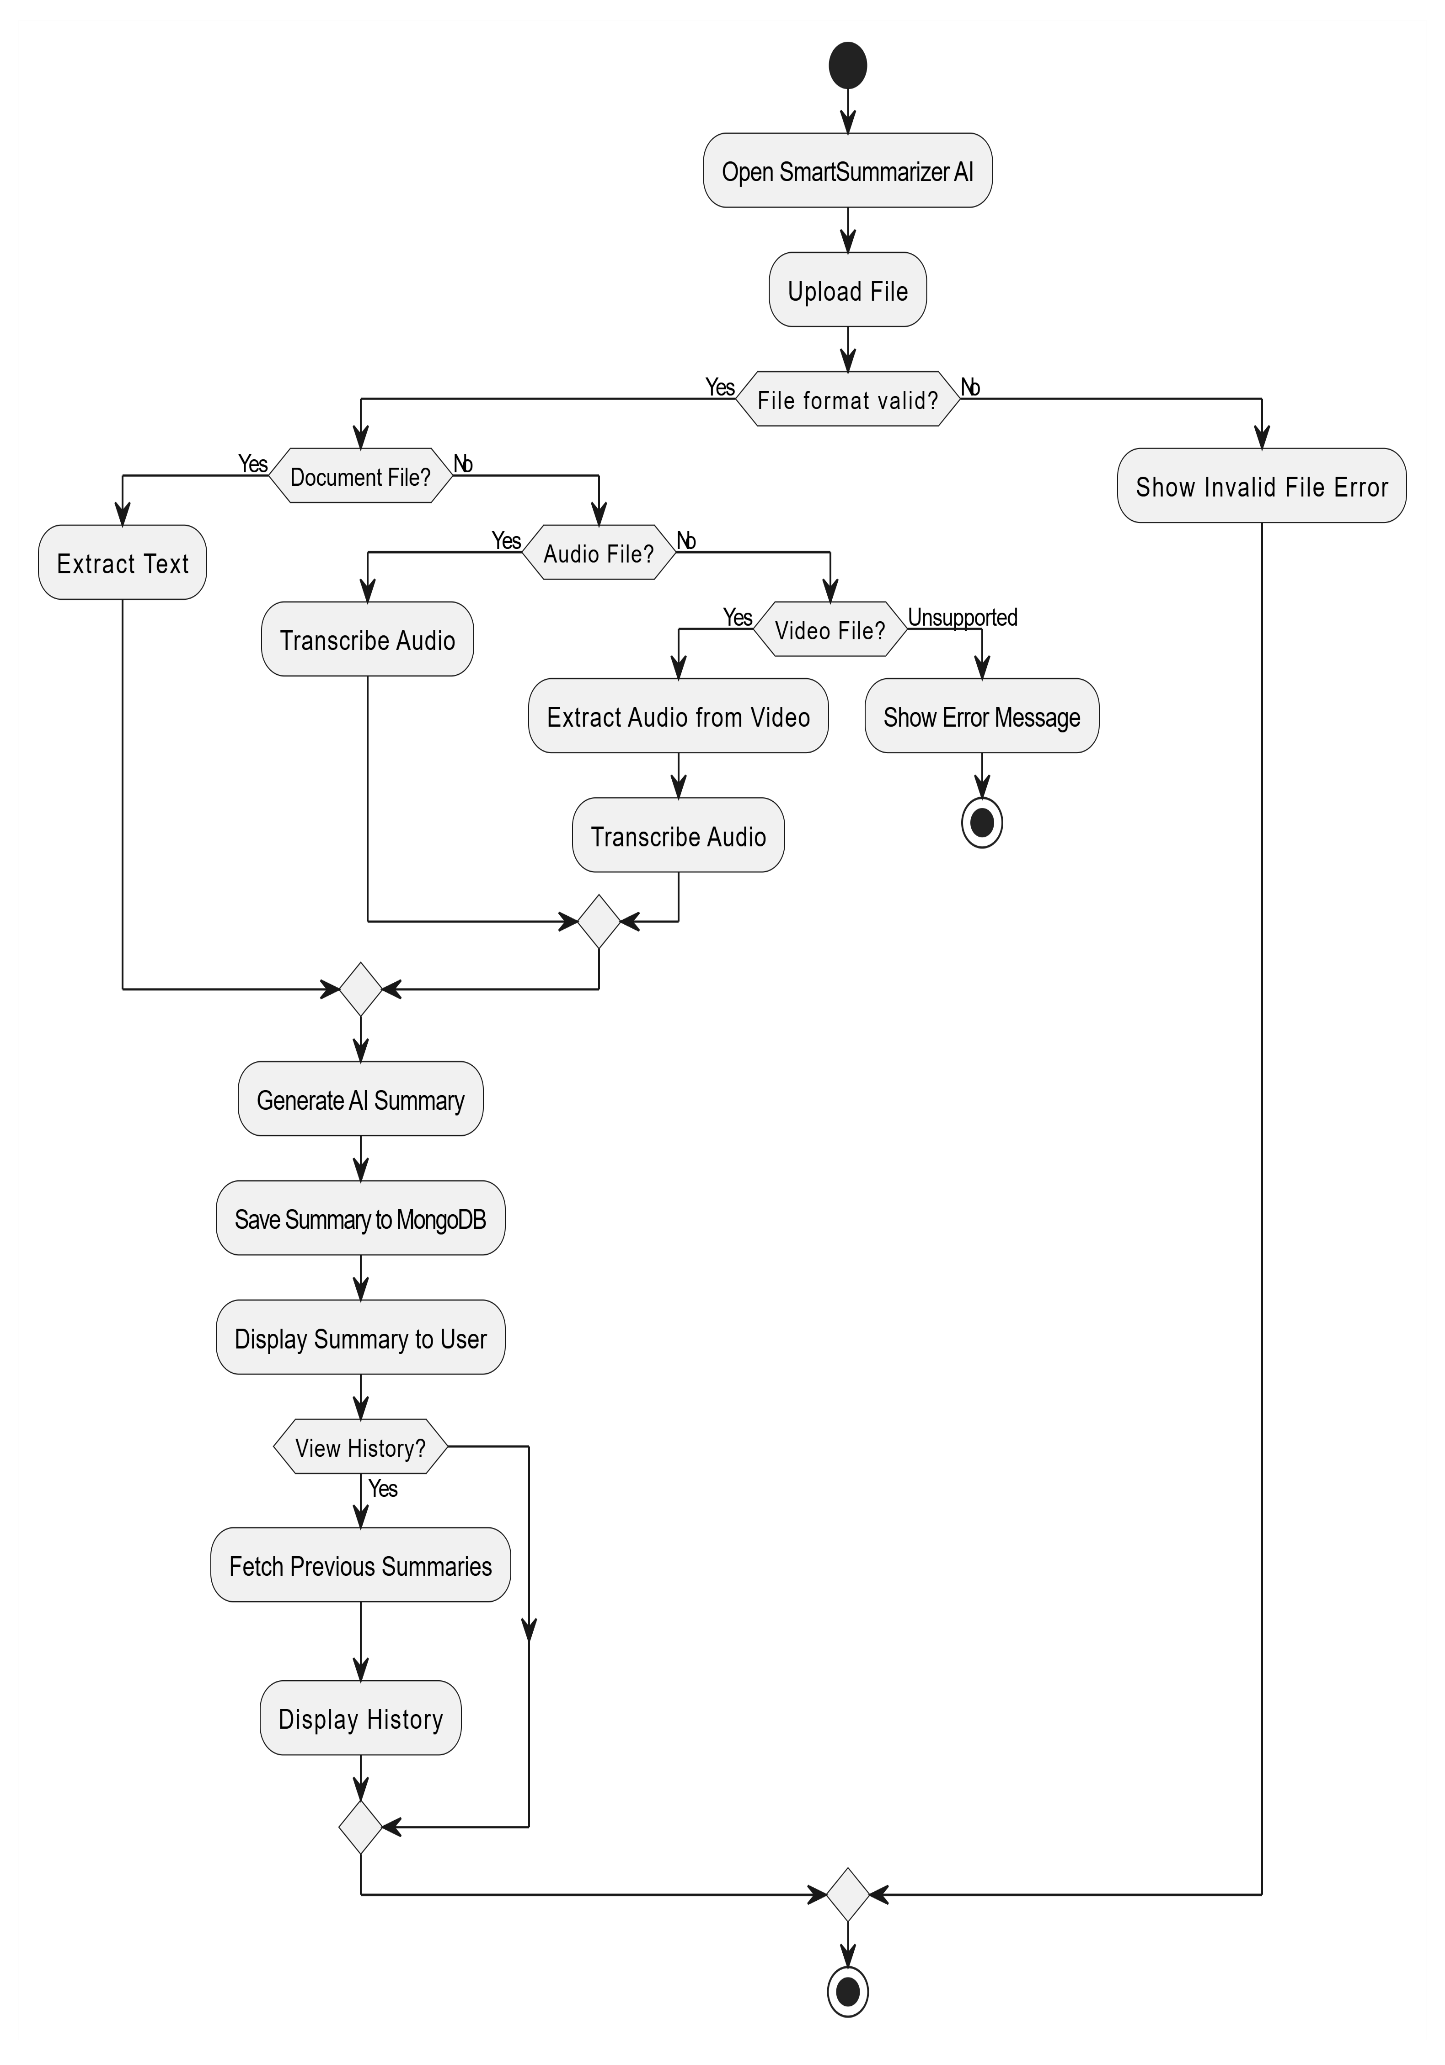 Open SmartSummarizer AI
Upload File
Yes
File format valid?
No
Yes
Document File?
No
Show Invalid File Error
Extract Text
Yes
Audio File?
No
Transcribe Audio
Yes
Video File?
Unsupported
Extract Audio from Video
Show Error Message
Transcribe Audio
Generate AI Summary
Save Summary to MongoDB
Display Summary to User
View History?
Yes
Fetch Previous Summaries
Display History